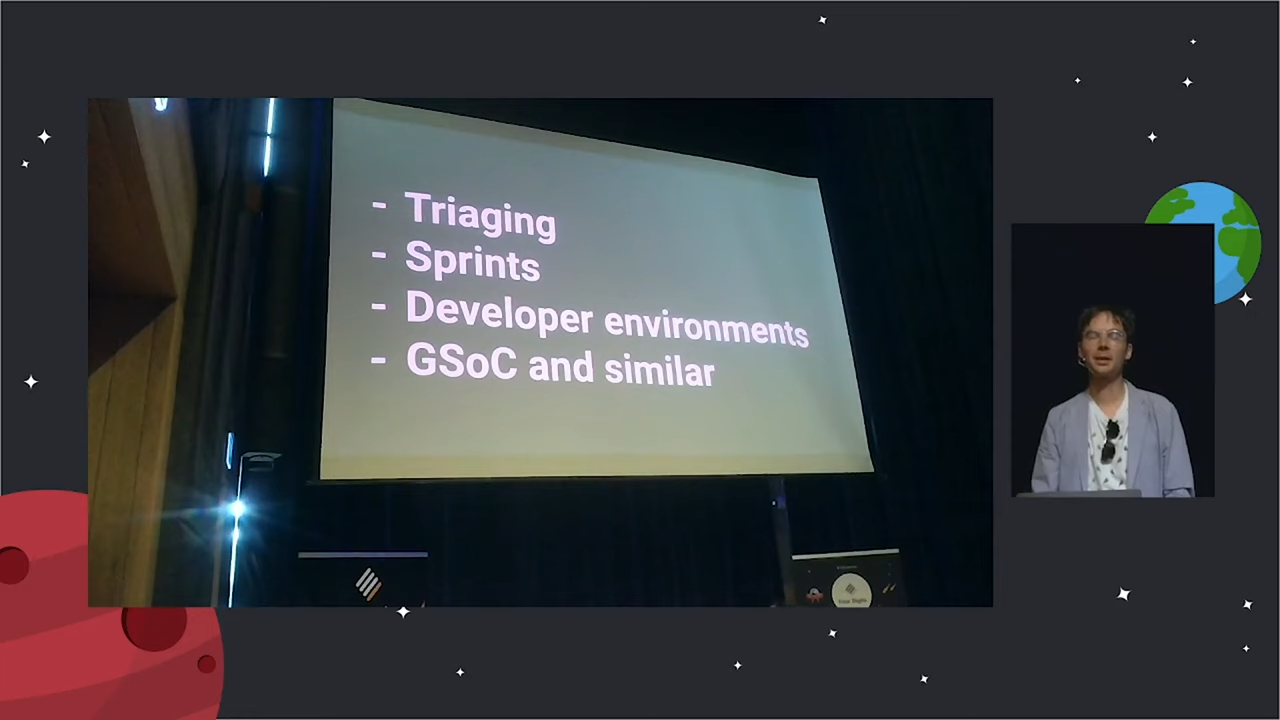 - Triaging
- Sprints
- Developer environments
- GSoC and similar